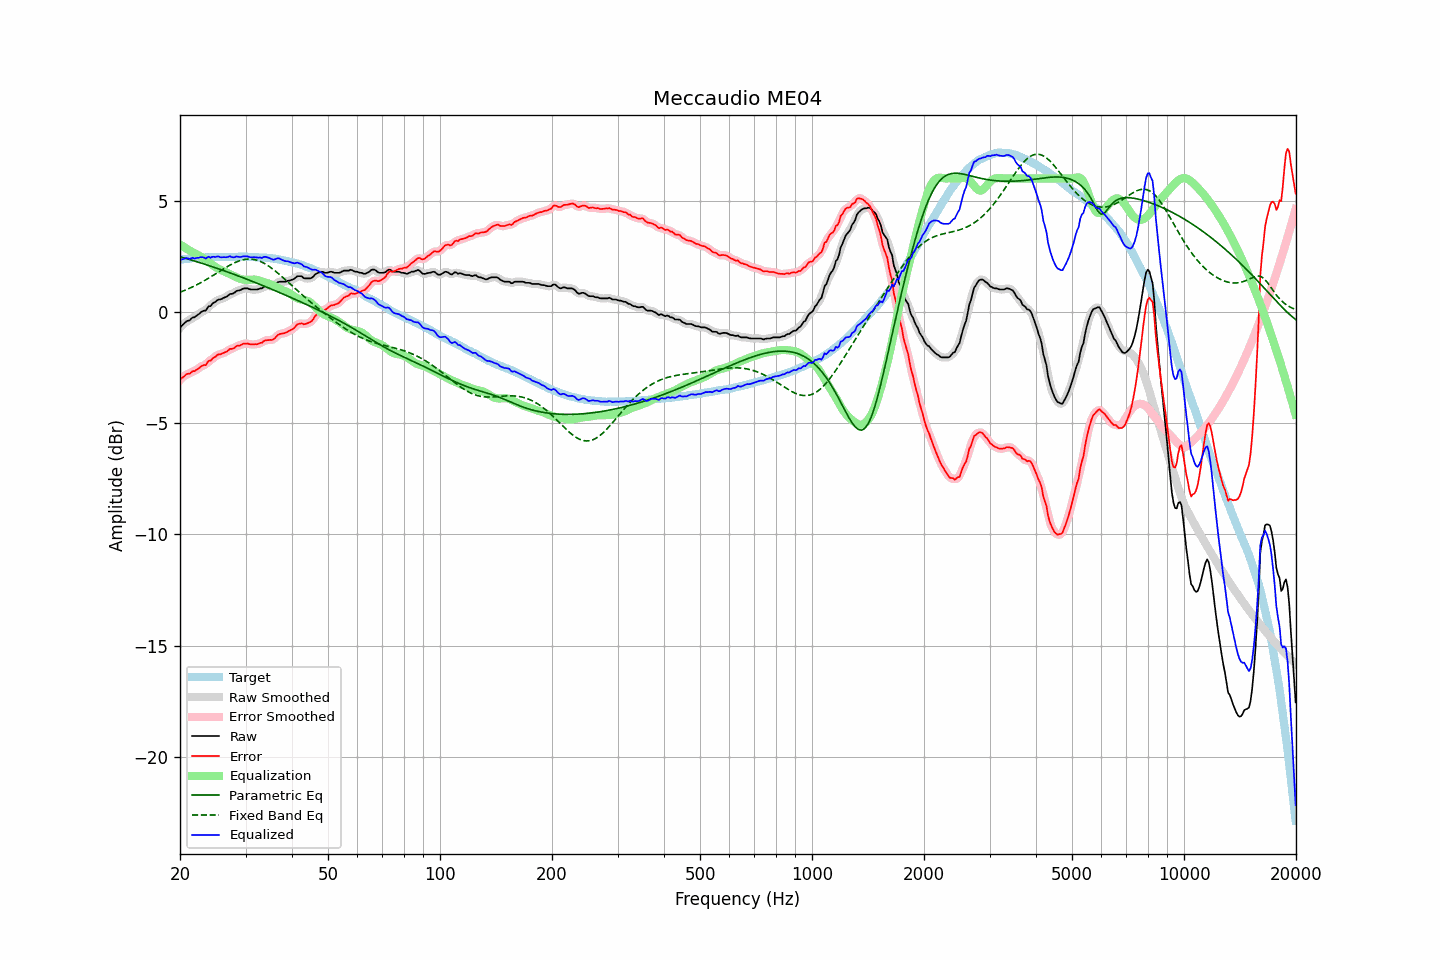 Meccaudio ME04
Amplitude (dBr)
5
0
−5
−10
−15
−20
Target
Raw Smoothed
Error Smoothed
Raw
Error
Equalization
Parametric Eq
Fixed Band Eq
Equalized
20 50 100 200 500 1000 2000 5000 10000 20000
Frequency (Hz)